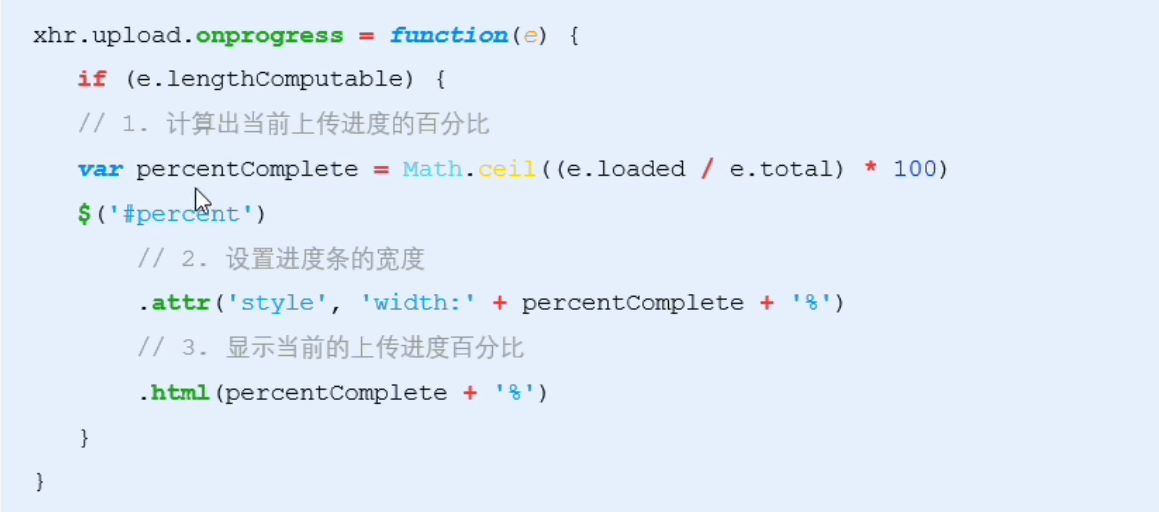 xhr.upload.onprogress = function(e) {
if (e.lengthComputable) {
// 1. 计算出当前上传进度的百分比
var percentComplete = Math.ceil((e.loaded / e.total) * 100)
$('#percent')
// 2. 设置进度条的宽度
.attr('style', 'width:' + percentComplete + '%')
// 3. 显示当前的上传进度百分比
.html(percentComplete + '%')
}
}